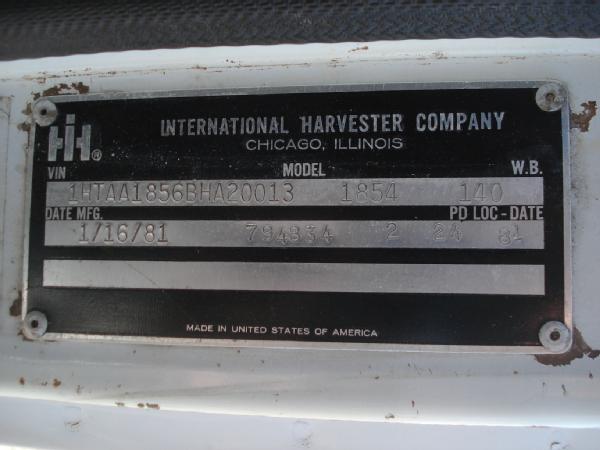 INTERNATIONAL HARVESTER COMPANY
IH®
CHICAGO, ILLINOIS
VIN MODEL W.B.
1HTAA1856BHA20013 1854 140
DATE MFG. PD LOC - DATE
1/16/81 794834 2 24 81
MADE IN UNITED STATES OF AMERICA